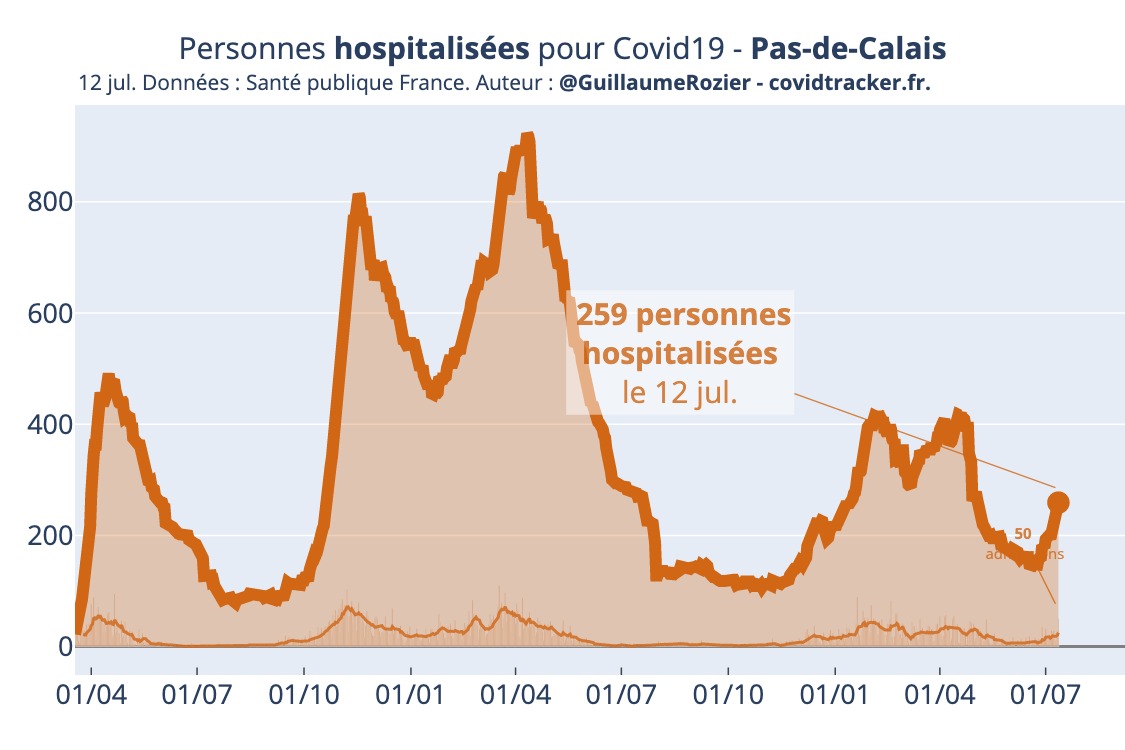 Personnes hospitalisées pour Covid19 - Pas-de-Calais
12 jul. Données : Santé publique France. Auteur : @GuillaumeRozier - covidtracker.fr.
800
600
400
200
0
259 personnes
hospitalisées
le 12 jul.
50
01/04 01/07 01/10 01/01 01/04 01/07 01/10 01/01 01/04 01/07